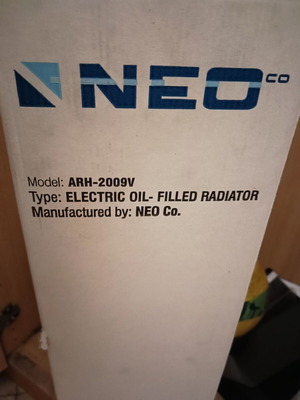 NEO CO
Model: ARH-2009V
Type: ELECTRIC OIL- FILLED RADIATOR
Manufactured by: NEO Co.